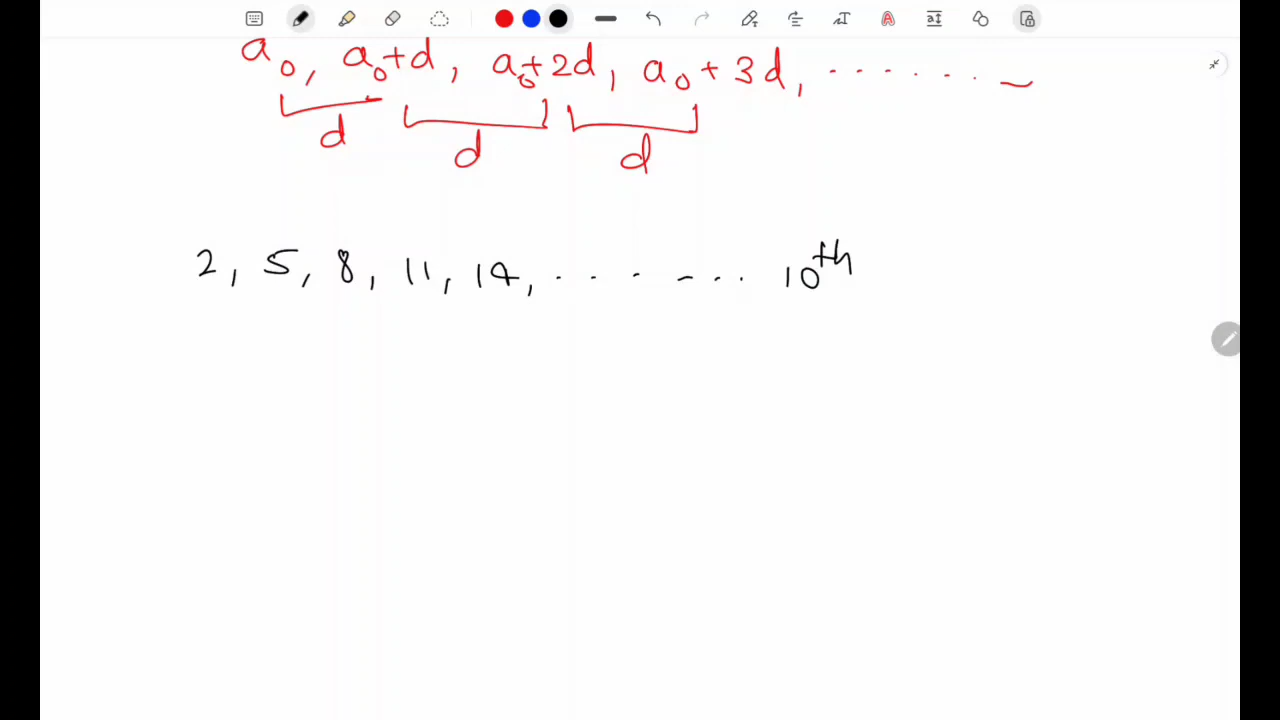 a₀, a₀+d, a₀+2d, a₀+3d, ........
d d d
2, 5, 8, 11, 14, ........ 10th